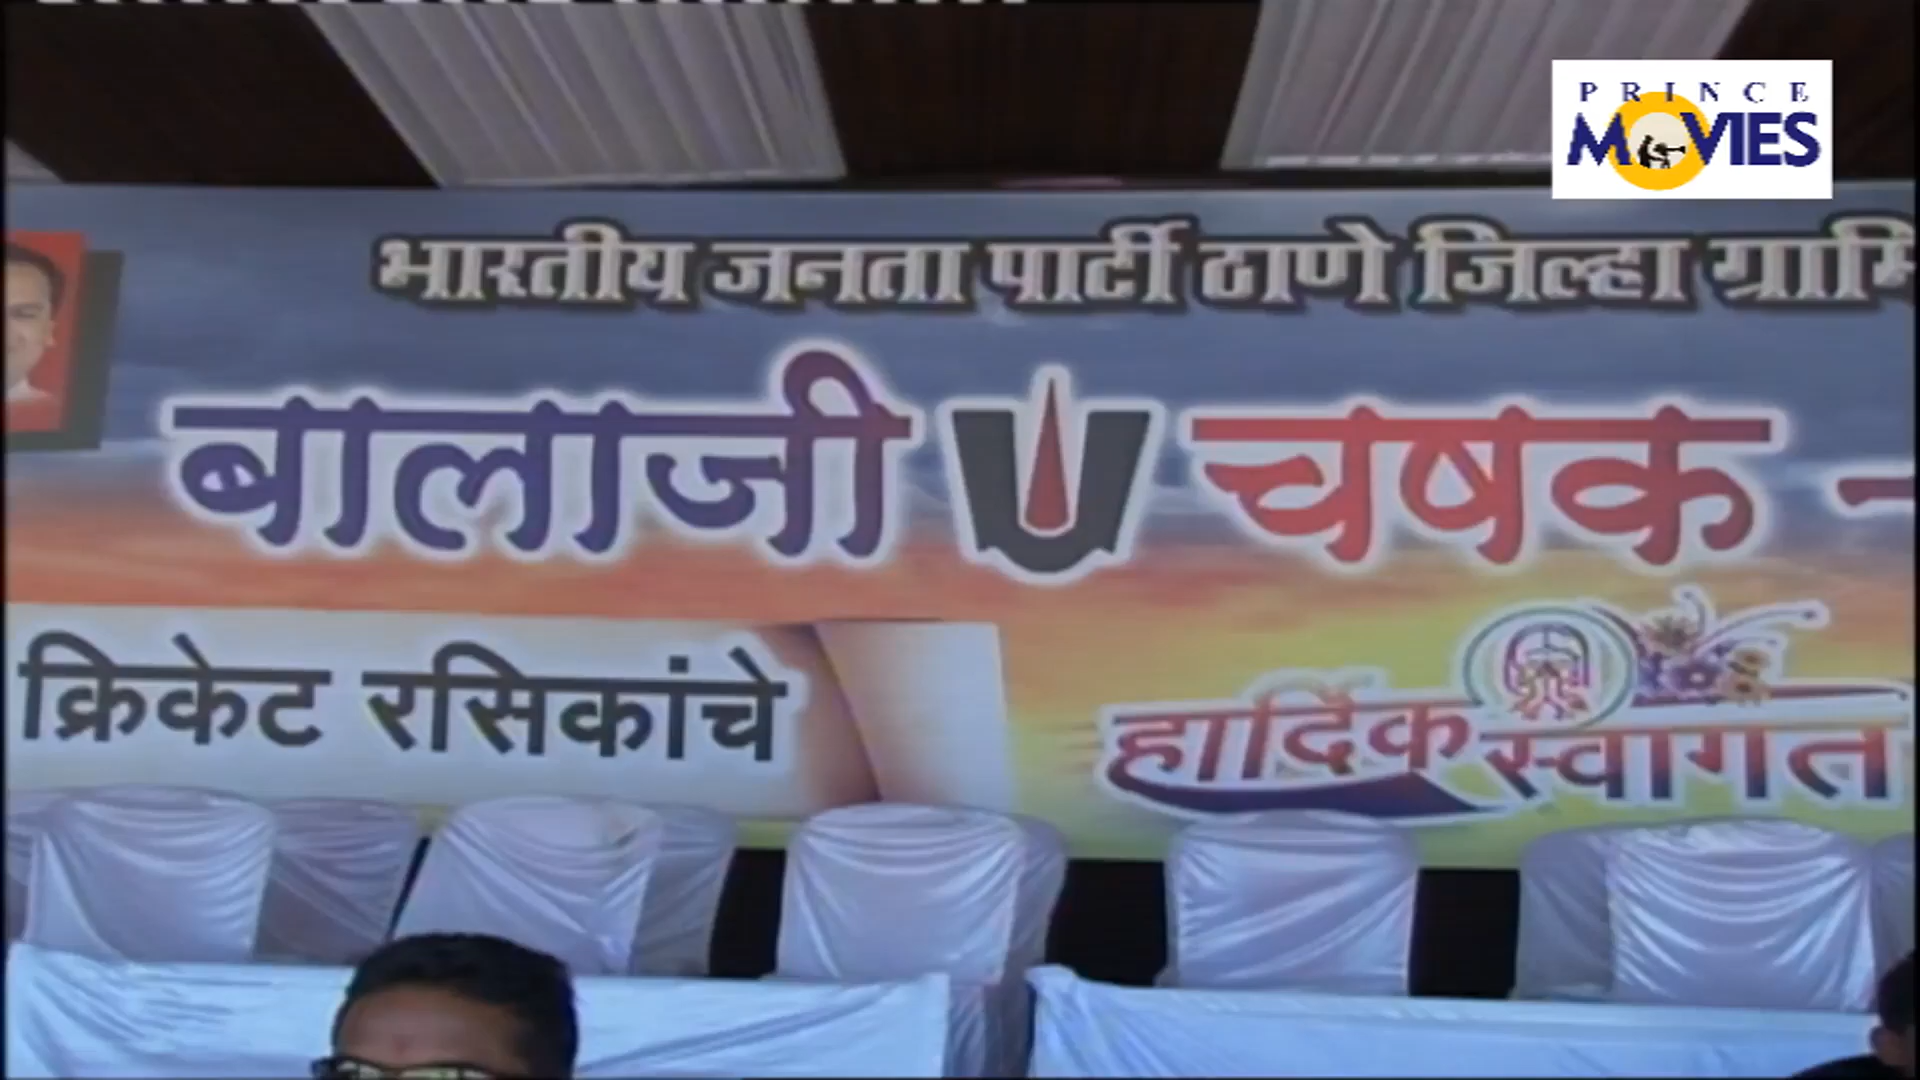 PRINCE
MOVIES
भारतीय जनता पार्टी ठाणे जिल्हा
बालाजी चषक -
क्रिकेट रसिकांचे
हार्दिक स्वागत